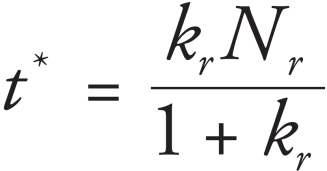 t* = k_r N_r / (1 + k_r)